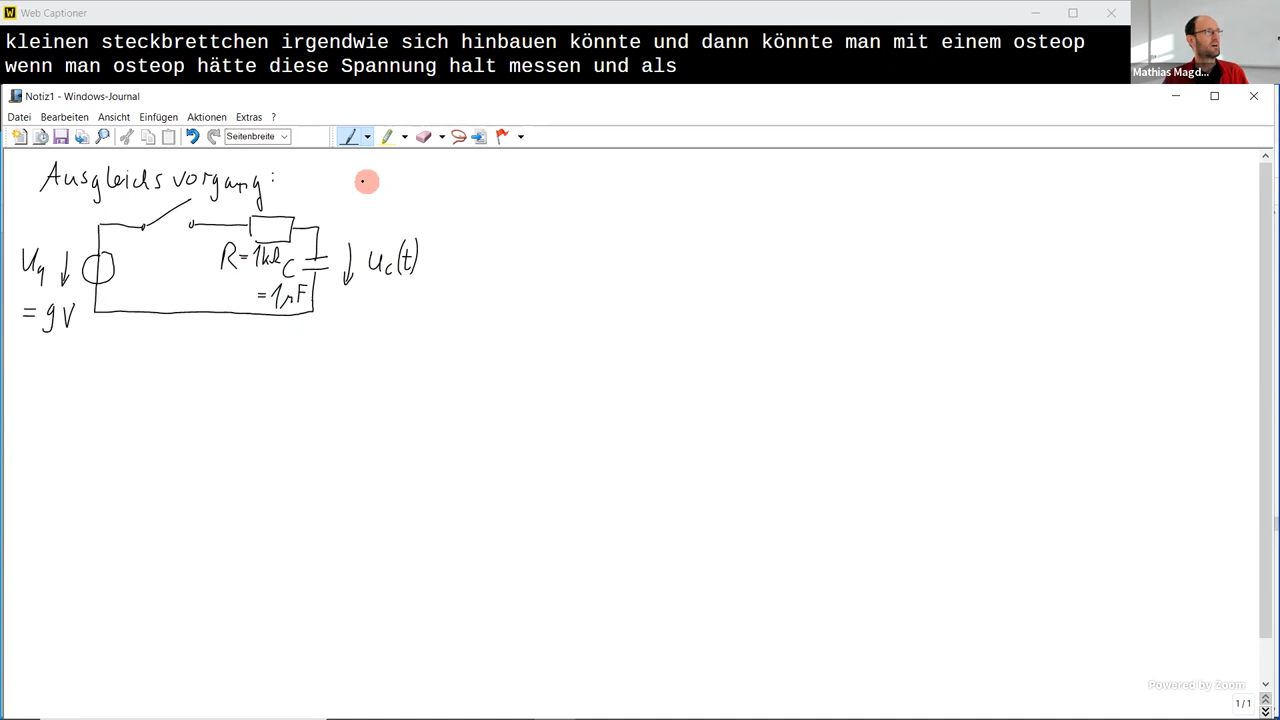 Web Captioner
kleinen steckbrettchen irgendwie sich hinbauen könnte und dann könnte man mit einem osteop
wenn man osteop hätte diese Spannung halt messen und als
Mathias Magd...
Notiz1 - Windows-Journal
Datei Bearbeiten Ansicht Einfügen Aktionen Extras ?
Seitenbreite
Ausgleichsvorgang:
Uq
= 9V
R = 1kΩ
C
= 1µF
uc(t)
Powered by Zoom
1/1